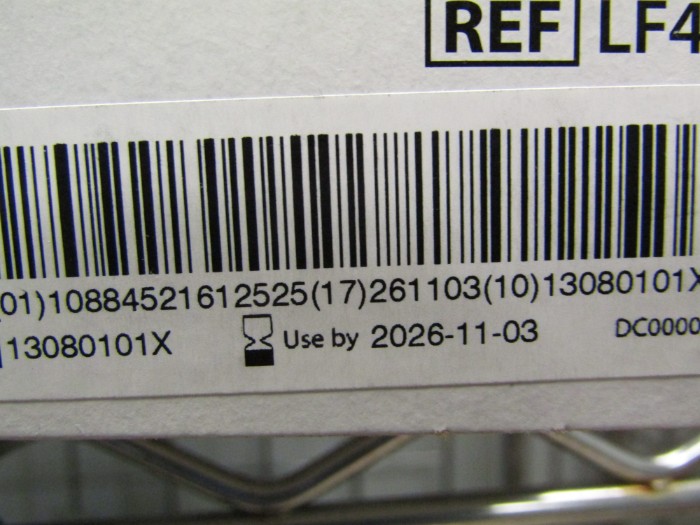 REF LF4
(01)10884521612525(17)261103(10)13080101X
13080101X Use by 2026-11-03 DC0000